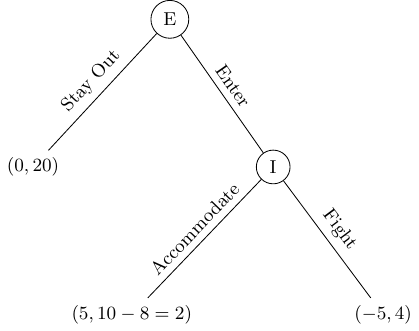 E
Stay Out
Enter
(0, 20)
I
Accommodate
Fight
(5, 10 − 8 = 2)
(−5, 4)